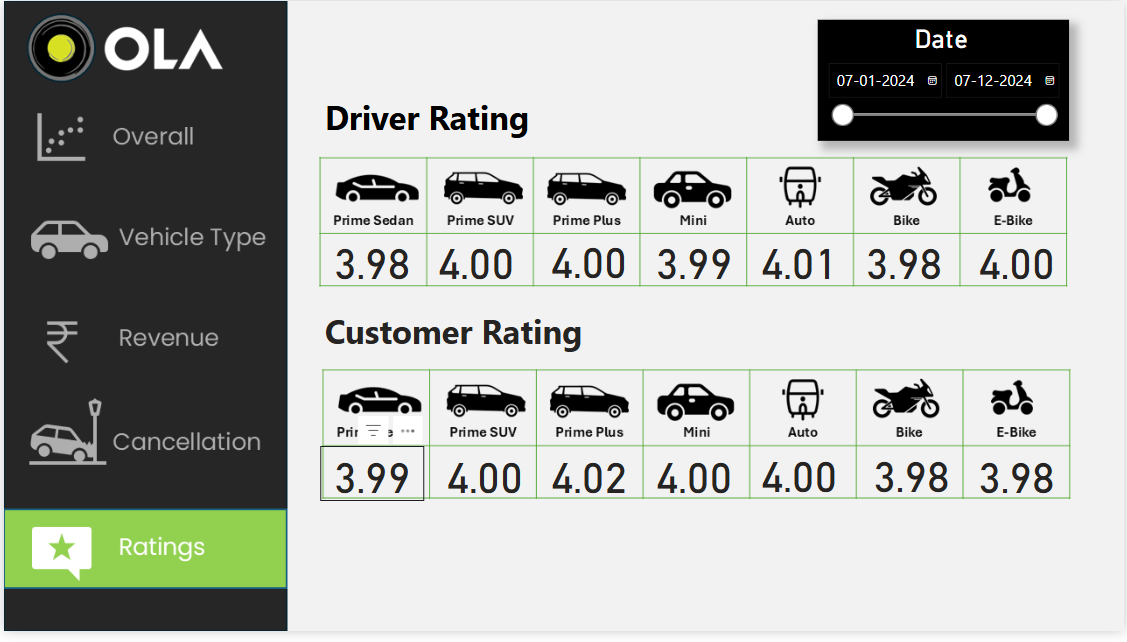 OLA
Overall
Vehicle Type
Revenue
Cancellation
Ratings
Date
07-01-2024 07-12-2024
Driver Rating
Prime Sedan Prime SUV Prime Plus Mini Auto Bike E-Bike
3.98 4.00 4.00 3.99 4.01 3.98 4.00
Customer Rating
Prime SUV Prime Plus Mini Auto Bike E-Bike
3.99 4.00 4.02 4.00 4.00 3.98 3.98